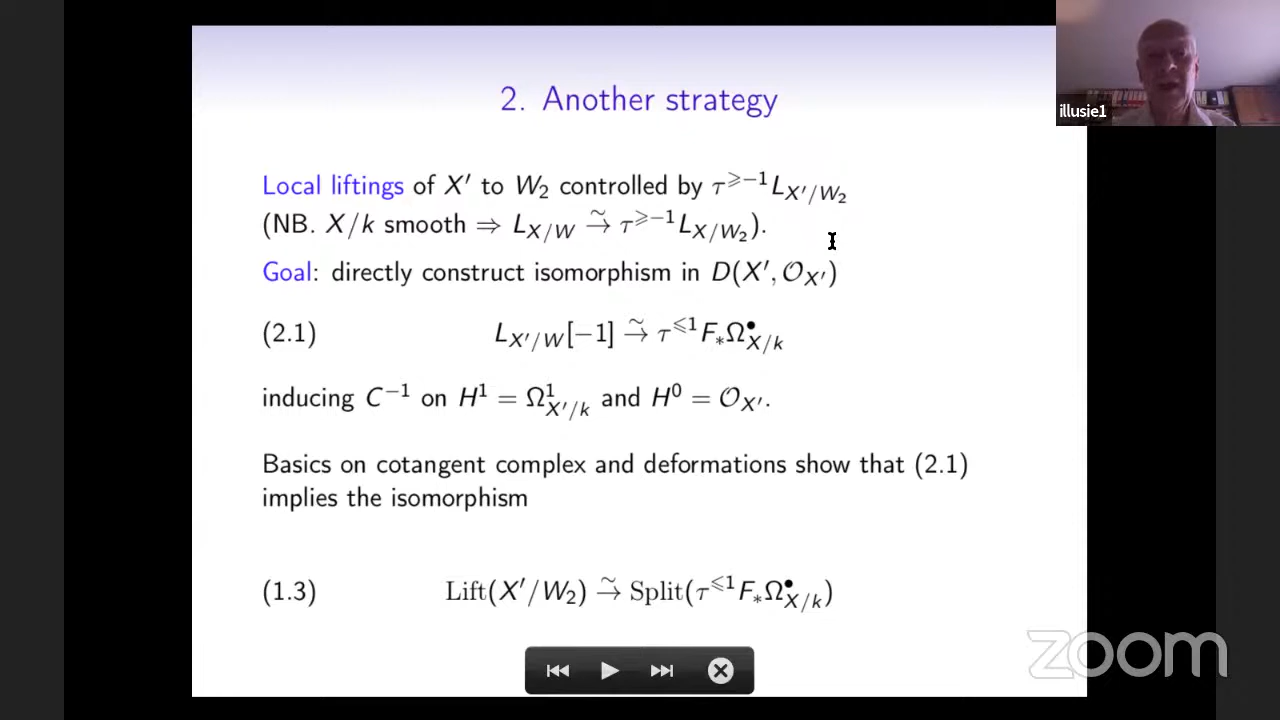 2. Another strategy
illusie1
Local liftings of X′ to W₂ controlled by τ^{⩾−1}L_{X′/W₂}
(NB. X/k smooth ⇒ L_{X/W} ∼→ τ^{⩾−1}L_{X/W₂}).
Goal: directly construct isomorphism in D(X′, 𝒪_{X′})
(2.1) L_{X′/W}[−1] ∼→ τ^{⩽1}F_*Ω^•_{X/k}
inducing C^{−1} on H¹ = Ω¹_{X′/k} and H⁰ = 𝒪_{X′}.
Basics on cotangent complex and deformations show that (2.1)
implies the isomorphism
(1.3) Lift(X′/W₂) ∼→ Split(τ^{⩽1}F_*Ω^•_{X/k})
zoom